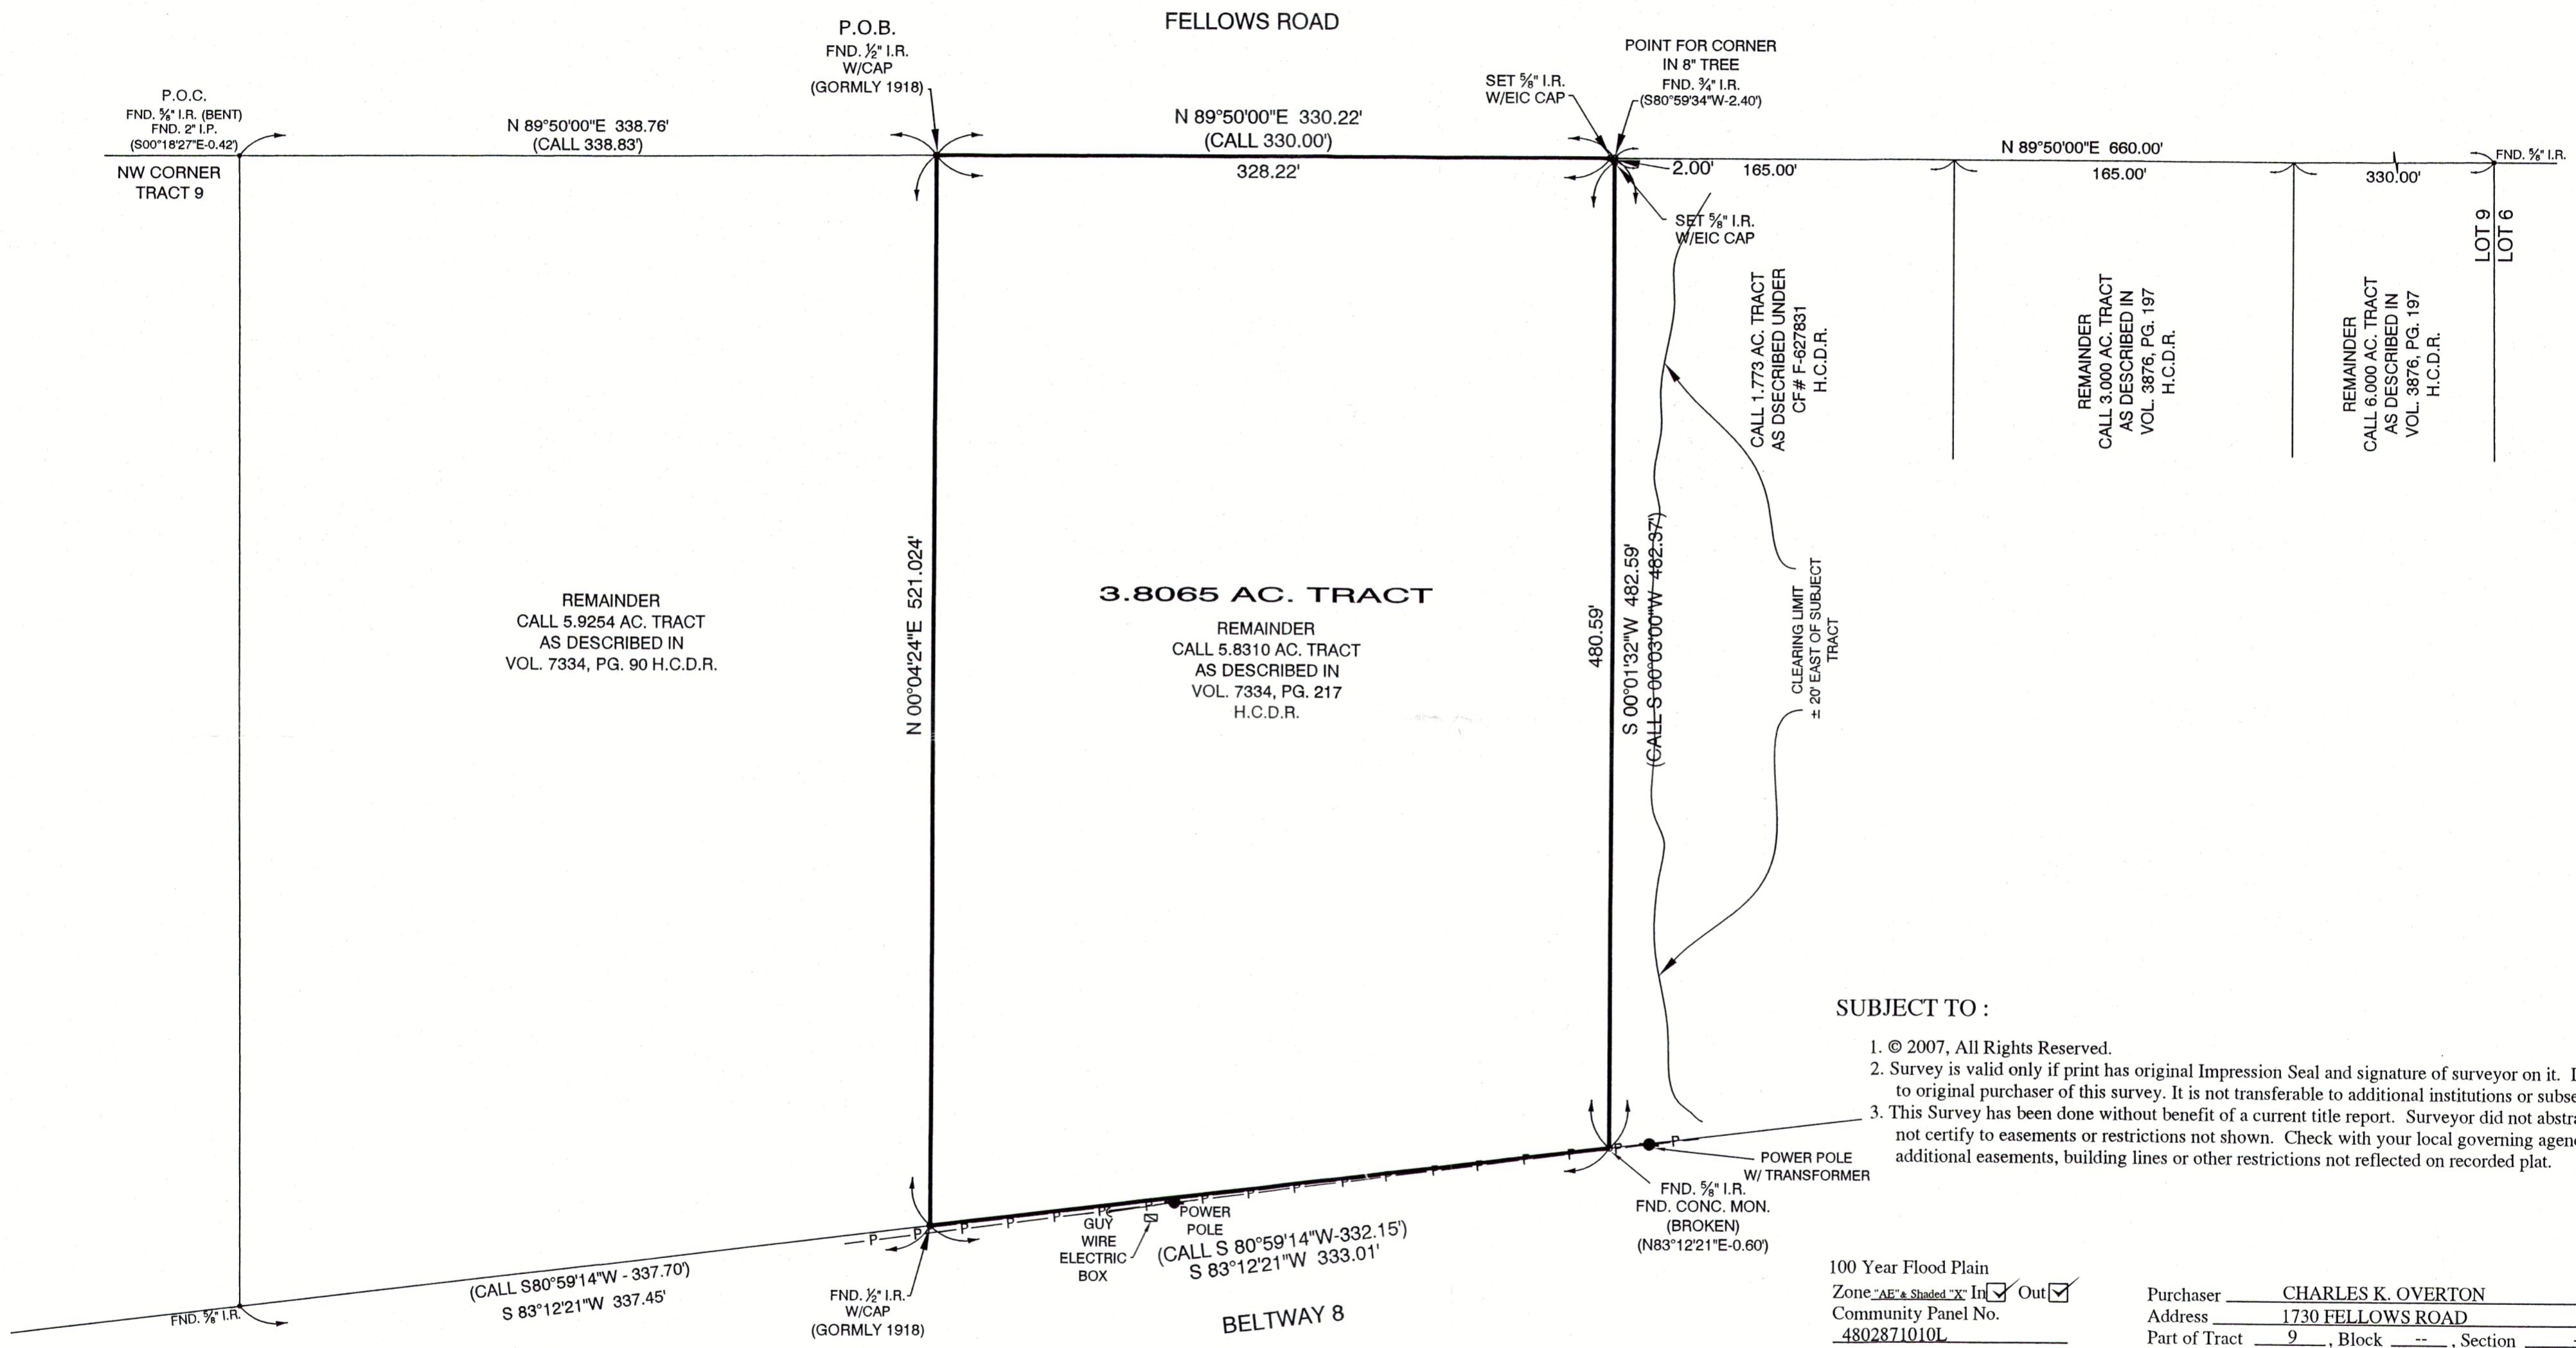 FELLOWS ROAD
P.O.B.
FND. ½" I.R.
W/CAP
(GORMLY 1918)
P.O.C.
FND. ⅝" I.R. (BENT)
FND. 2" I.P.
(S00°18'27"E-0.42')
NW CORNER
TRACT 9
N 89°50'00"E 338.76'
(CALL 338.83')
N 89°50'00"E 330.22'
(CALL 330.00')
328.22'
SET ⅝" I.R.
W/EIC CAP
POINT FOR CORNER
IN 8" TREE
FND. ¾" I.R.
(S80°59'34"W-2.40')
2.00'
165.00'
N 89°50'00"E 660.00'
165.00'
330.00'
FND. ⅝" I.R.
SET ⅝" I.R.
W/EIC CAP
LOT 9
LOT 6
CALL 1.773 AC. TRACT
AS DSECRIBED UNDER
CF# F-627831
H.C.D.R.
REMAINDER
CALL 3.000 AC. TRACT
AS DESCRIBED IN
VOL. 3876, PG. 197
H.C.D.R.
REMAINDER
CALL 6.000 AC. TRACT
AS DESCRIBED IN
VOL. 3876, PG. 197
H.C.D.R.
REMAINDER
CALL 5.9254 AC. TRACT
AS DESCRIBED IN
VOL. 7334, PG. 90 H.C.D.R.
N 00°04'24"E 521.024'
3.8065 AC. TRACT
REMAINDER
CALL 5.8310 AC. TRACT
AS DESCRIBED IN
VOL. 7334, PG. 217
H.C.D.R.
480.59'
S 00°01'32"W 482.59'
(CALL S 00°03'00"W 482.37')
CLEARING LIMIT
± 20' EAST OF SUBJECT
TRACT
SUBJECT TO :
1. © 2007, All Rights Reserved.
2. Survey is valid only if print has original Impression Seal and signature of surveyor on it.
to original purchaser of this survey. It is not transferable to additional institutions or subse
3. This Survey has been done without benefit of a current title report. Surveyor did not abstra
not certify to easements or restrictions not shown. Check with your local governing agen
additional easements, building lines or other restrictions not reflected on recorded plat.
P P P P P P P P P P P P P P P P P P
POWER POLE
W/ TRANSFORMER
FND. ⅝" I.R.
FND. CONC. MON.
(BROKEN)
(N83°12'21"E-0.60')
GUY
WIRE
ELECTRIC
BOX
POWER
POLE
(CALL S 80°59'14"W-332.15')
S 83°12'21"W 333.01'
(CALL S80°59'14"W - 337.70')
S 83°12'21"W 337.45'
FND. ⅝" I.R.
FND. ½" I.R.
W/CAP
(GORMLY 1918)
BELTWAY 8
100 Year Flood Plain
Zone "AE" & Shaded "X" In Out
Community Panel No.
4802871010L
Purchaser CHARLES K. OVERTON
Address 1730 FELLOWS ROAD
Part of Tract 9 , Block -- , Section